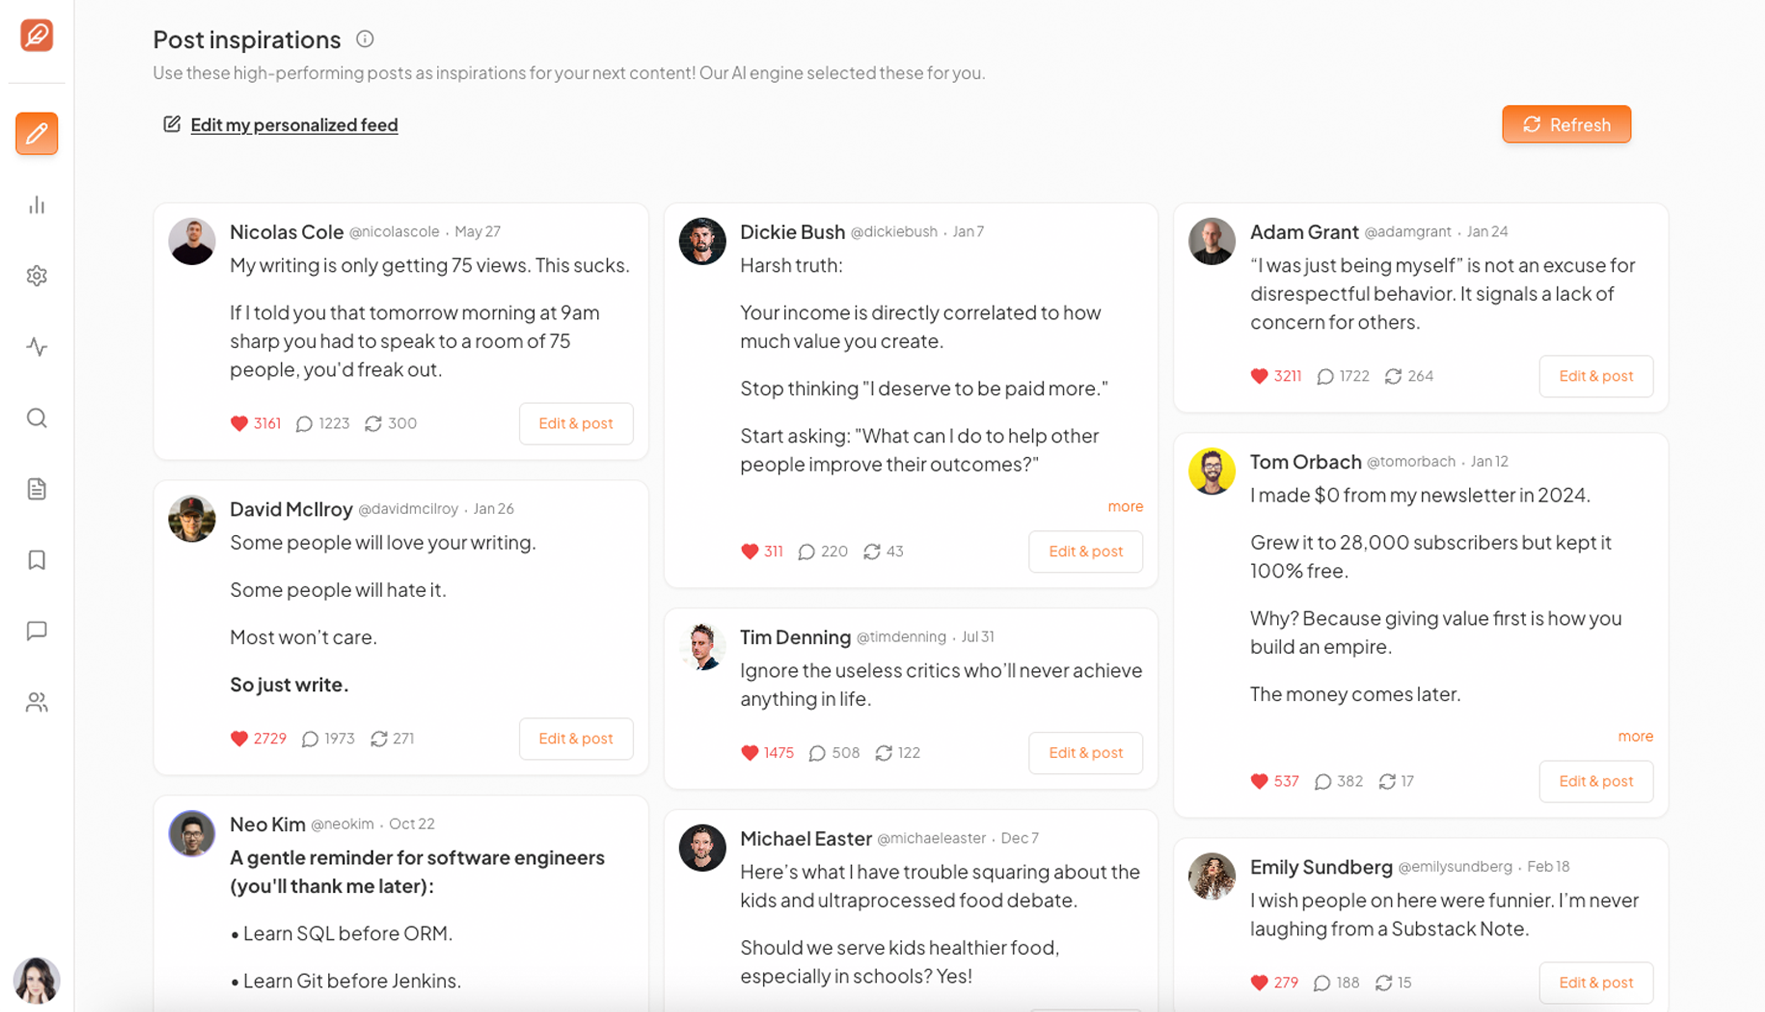 Post inspirations
Use these high-performing posts as inspirations for your next content! Our AI engine selected these for you.
Edit my personalized feed
Refresh
Nicolas Cole @nicolascole · May 27
My writing is only getting 75 views. This sucks.
If I told you that tomorrow morning at 9am
sharp you had to speak to a room of 75
people, you'd freak out.
3161 1223 300 Edit & post
David McIlroy @davidmcilroy · Jan 26
Some people will love your writing.
Some people will hate it.
Most won't care.
So just write.
2729 1973 271 Edit & post
Neo Kim @neokim · Oct 22
A gentle reminder for software engineers
(you'll thank me later):
• Learn SQL before ORM.
• Learn Git before Jenkins.
Dickie Bush @dickiebush · Jan 7
Harsh truth:
Your income is directly correlated to how
much value you create.
Stop thinking "I deserve to be paid more."
Start asking: "What can I do to help other
people improve their outcomes?"
more
311 220 43 Edit & post
Tim Denning @timdenning · Jul 31
Ignore the useless critics who'll never achieve
anything in life.
1475 508 122 Edit & post
Michael Easter @michaeleaster · Dec 7
Here's what I have trouble squaring about the
kids and ultraprocessed food debate.
Should we serve kids healthier food,
especially in schools? Yes!
Adam Grant @adamgrant · Jan 24
“I was just being myself” is not an excuse for
disrespectful behavior. It signals a lack of
concern for others.
3211 1722 264 Edit & post
Tom Orbach @tomorbach · Jan 12
I made $0 from my newsletter in 2024.
Grew it to 28,000 subscribers but kept it
100% free.
Why? Because giving value first is how you
build an empire.
The money comes later.
more
537 382 17 Edit & post
Emily Sundberg @emilysundberg · Feb 18
I wish people on here were funnier. I'm never
laughing from a Substack Note.
279 188 15 Edit & post